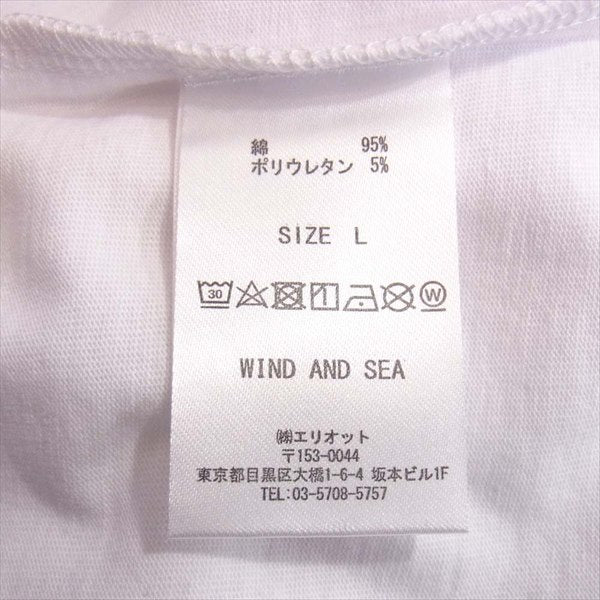 綿 95%
ポリウレタン 5%
SIZE L
30 W
WIND AND SEA
㈱エリオット
〒153-0044
東京都目黒区大橋1-6-4 坂本ビル1F
TEL:03-5708-5757